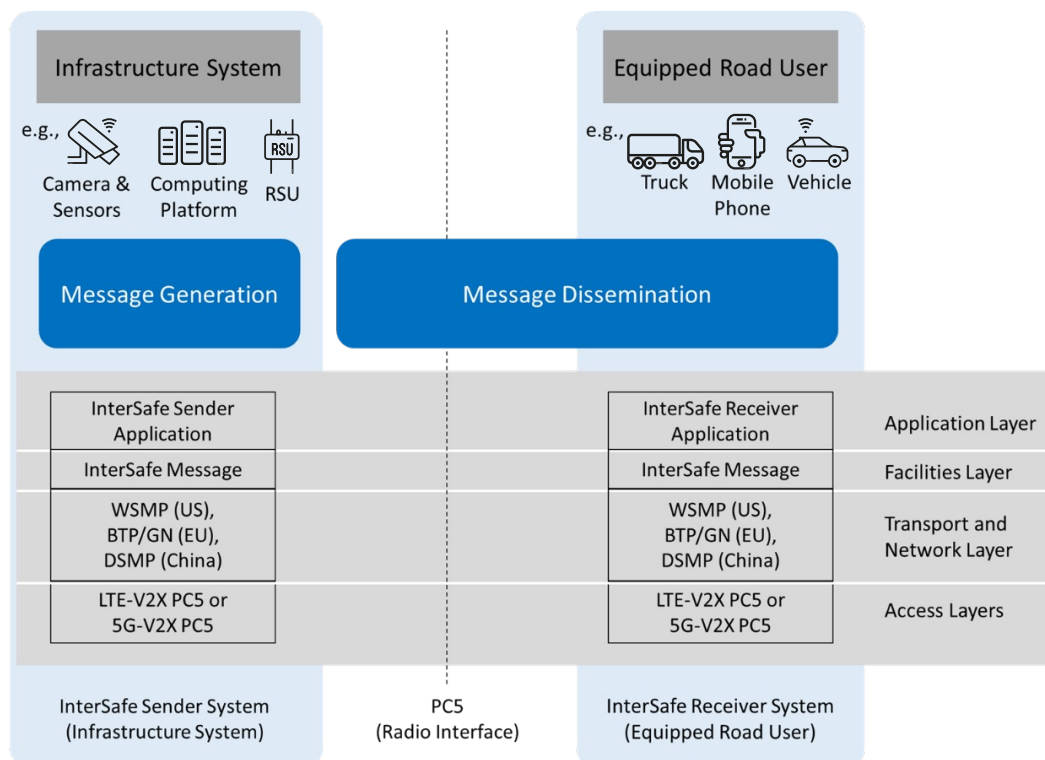 Infrastructure System
Equipped Road User
e.g.,
RSU
Camera &
Sensors
Computing
Platform
RSU
e.g.,
Truck
Mobile
Phone
Vehicle
Message Generation
Message Dissemination
InterSafe Sender
Application
InterSafe Receiver
Application
Application Layer
InterSafe Message
InterSafe Message
Facilities Layer
WSMP (US),
BTP/GN (EU),
DSMP (China)
WSMP (US),
BTP/GN (EU),
DSMP (China)
Transport and
Network Layer
LTE-V2X PC5 or
5G-V2X PC5
LTE-V2X PC5 or
5G-V2X PC5
Access Layers
InterSafe Sender System
(Infrastructure System)
PC5
(Radio Interface)
InterSafe Receiver System
(Equipped Road User)